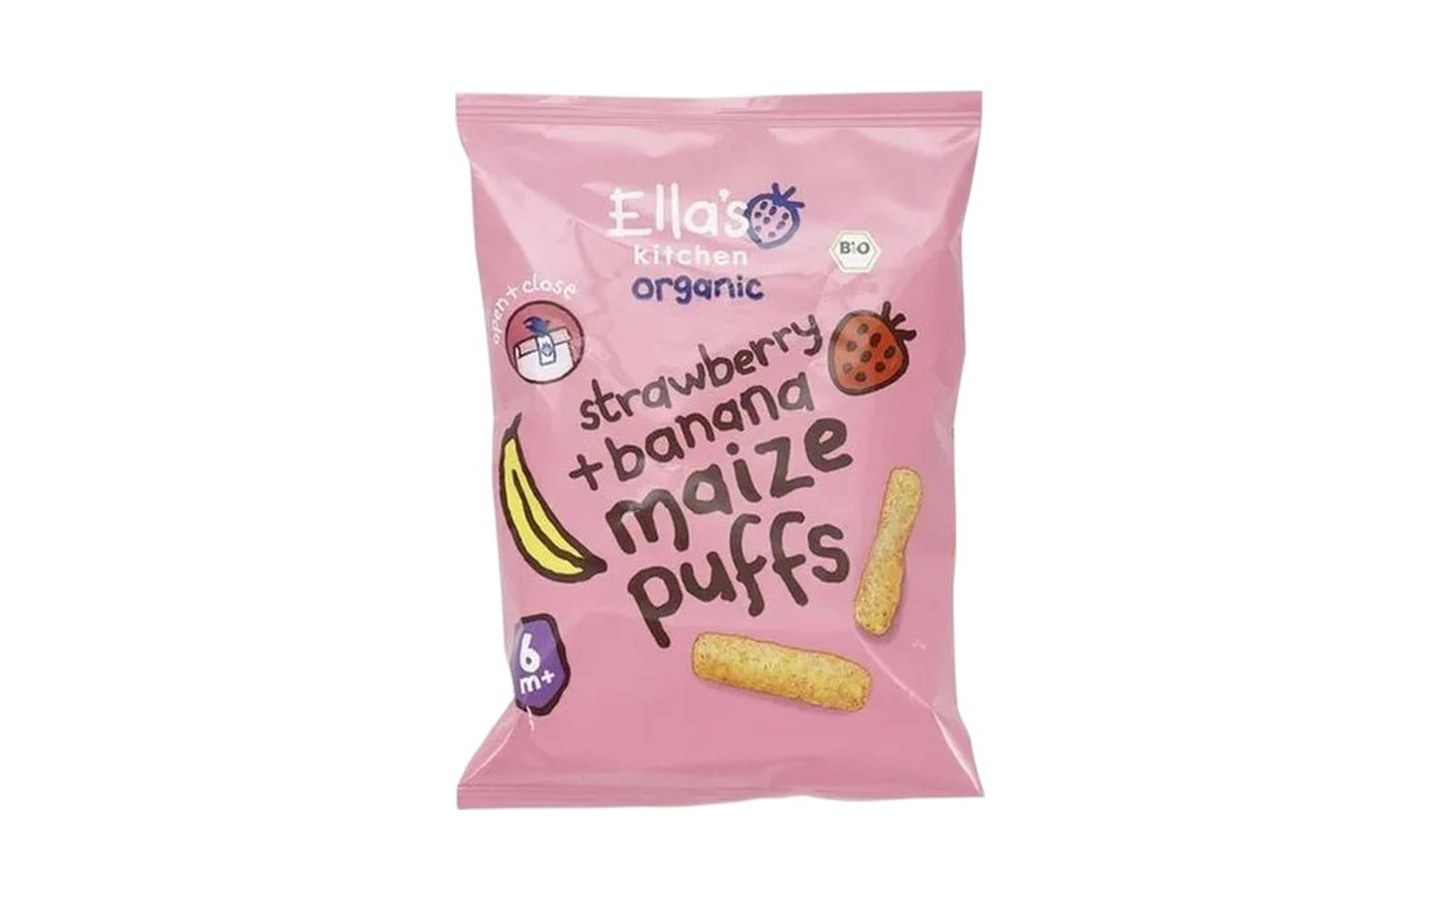 Ella's
kitchen
organic
BiO
open + close
strawberry
+ banana
maize
puffs
6
m+